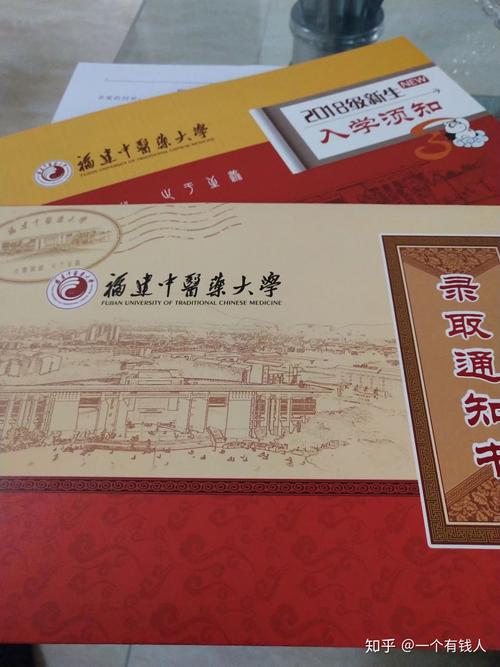 2018级新生 NEW
入学须知
福建中醫藥大學
FUJIAN UNIVERSITY OF TRADITIONAL CHINESE MEDICINE
福建中醫藥大學
FUJIAN UNIVERSITY OF TRADITIONAL CHINESE MEDICINE
录取通知书
知乎 @一个有钱人